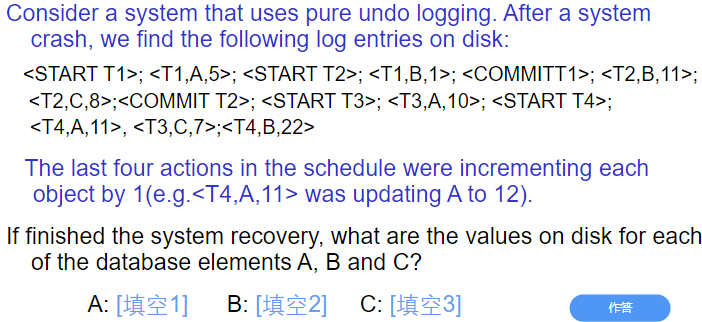 Consider a system that uses pure undo logging. After a system
crash, we find the following log entries on disk:
<START T1>; <T1,A,5>; <START T2>; <T1,B,1>; <COMMITT1>; <T2,B,11>;
<T2,C,8>;<COMMIT T2>; <START T3>; <T3,A,10>; <START T4>;
<T4,A,11>, <T3,C,7>;<T4,B,22>
The last four actions in the schedule were incrementing each
object by 1(e.g.<T4,A,11> was updating A to 12).
If finished the system recovery, what are the values on disk for each
of the database elements A, B and C?
A: [填空1] B: [填空2] C: [填空3] 作答